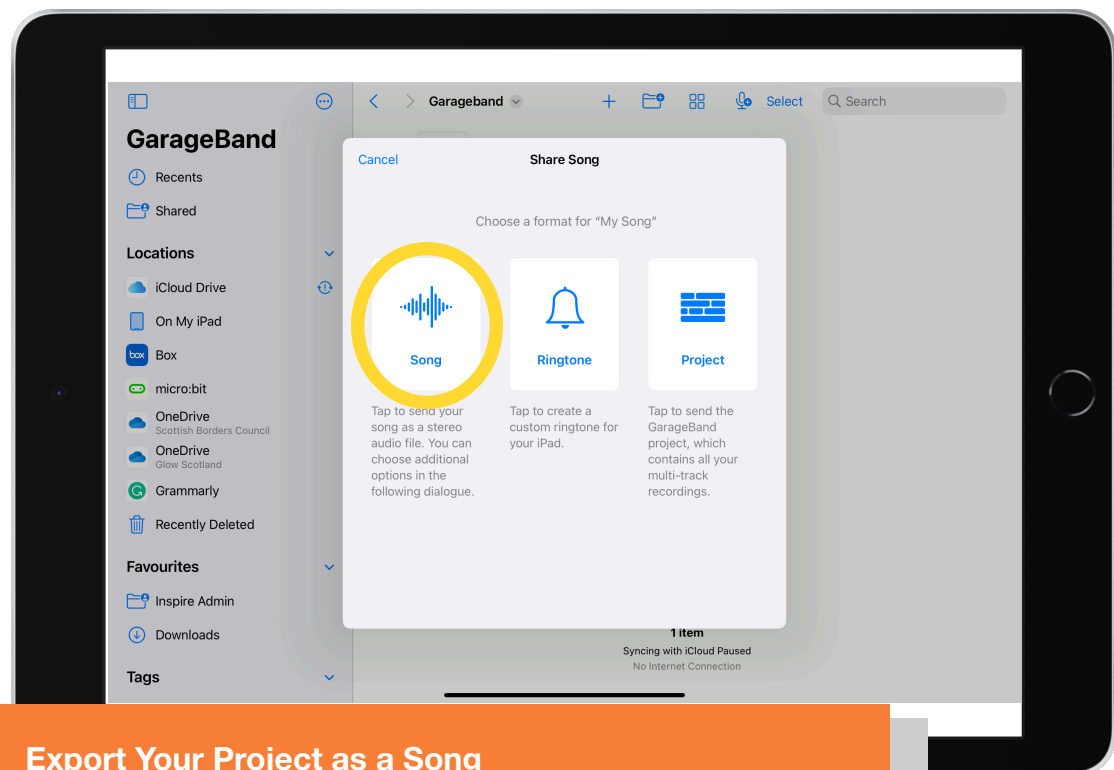 Garageband
Select
Search
GarageBand
Recents
Shared
Locations
iCloud Drive
On My iPad
box
Box
micro:bit
OneDrive
Scottish Borders Council
OneDrive
Glow Scotland
G
Grammarly
Recently Deleted
Favourites
Inspire Admin
Downloads
Tags
Cancel
Share Song
Choose a format for “My Song”
Song
Tap to send your
song as a stereo
audio file. You can
choose additional
options in the
following dialogue.
Ringtone
Tap to create a
custom ringtone for
your iPad.
Project
Tap to send the
GarageBand
project, which
contains all your
multi-track
recordings.
1 item
Syncing with iCloud Paused
No Internet Connection
Export Your Project as a Song